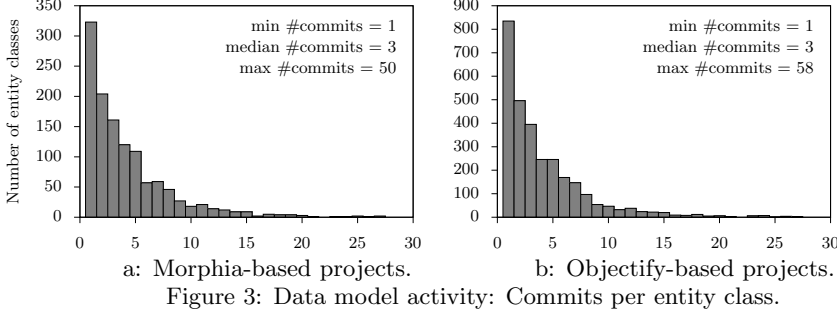 Number of entity classes
350
300
250
200
150
100
50
0
0 5 10 15 20 25 30
min #commits = 1
median #commits = 3
max #commits = 50
a: Morphia-based projects.
900
800
700
600
500
400
300
200
100
0
0 5 10 15 20 25 30
min #commits = 1
median #commits = 3
max #commits = 58
b: Objectify-based projects.
Figure 3: Data model activity: Commits per entity class.